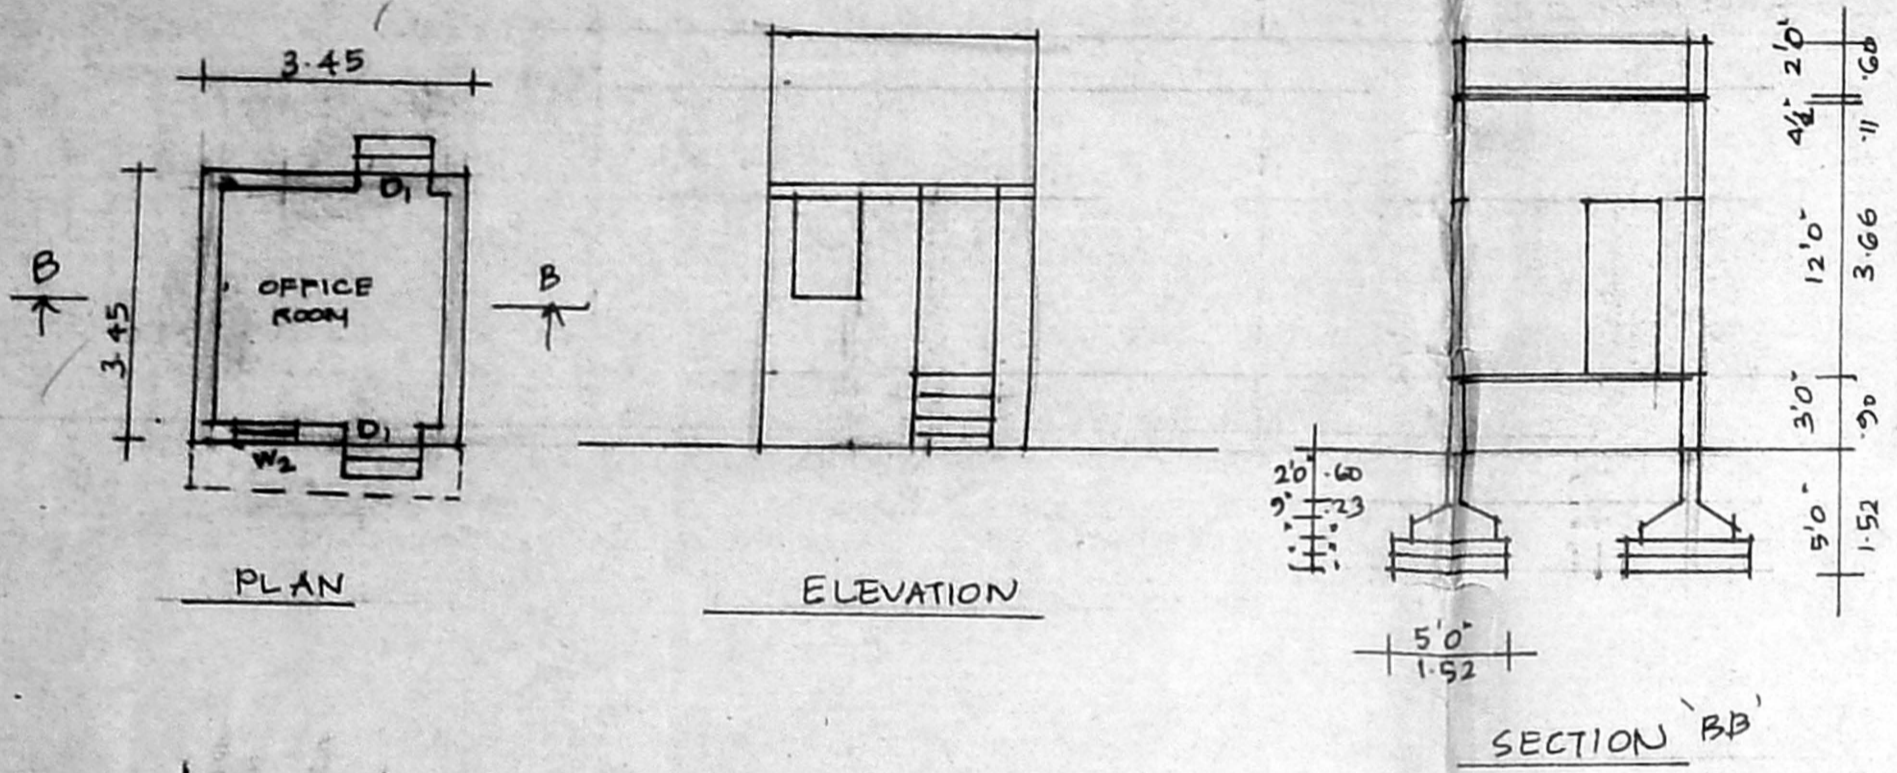 3.45
D1
B
B
OFFICE
ROOM
3.45
D1
W2
PLAN
ELEVATION
2'0" .60
4½" .11
12'0" 3.66
3'0" .90
5'0" 1.52
2'0" .60
9" .23
" "
" "
5'0"
1.52
SECTION 'BB'